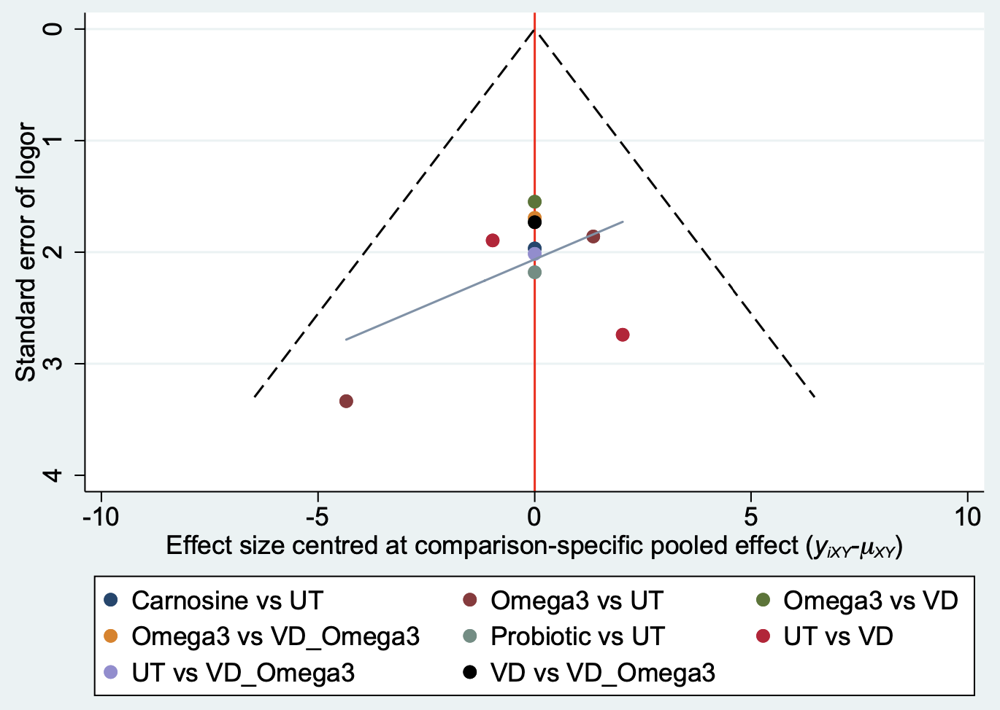 0
1
2
3
4
Standard error of logor
-10 -5 0 5 10
Effect size centred at comparison-specific pooled effect (yiXY-μXY)
Carnosine vs UT Omega3 vs UT Omega3 vs VD
Omega3 vs VD_Omega3 Probiotic vs UT UT vs VD
UT vs VD_Omega3 VD vs VD_Omega3